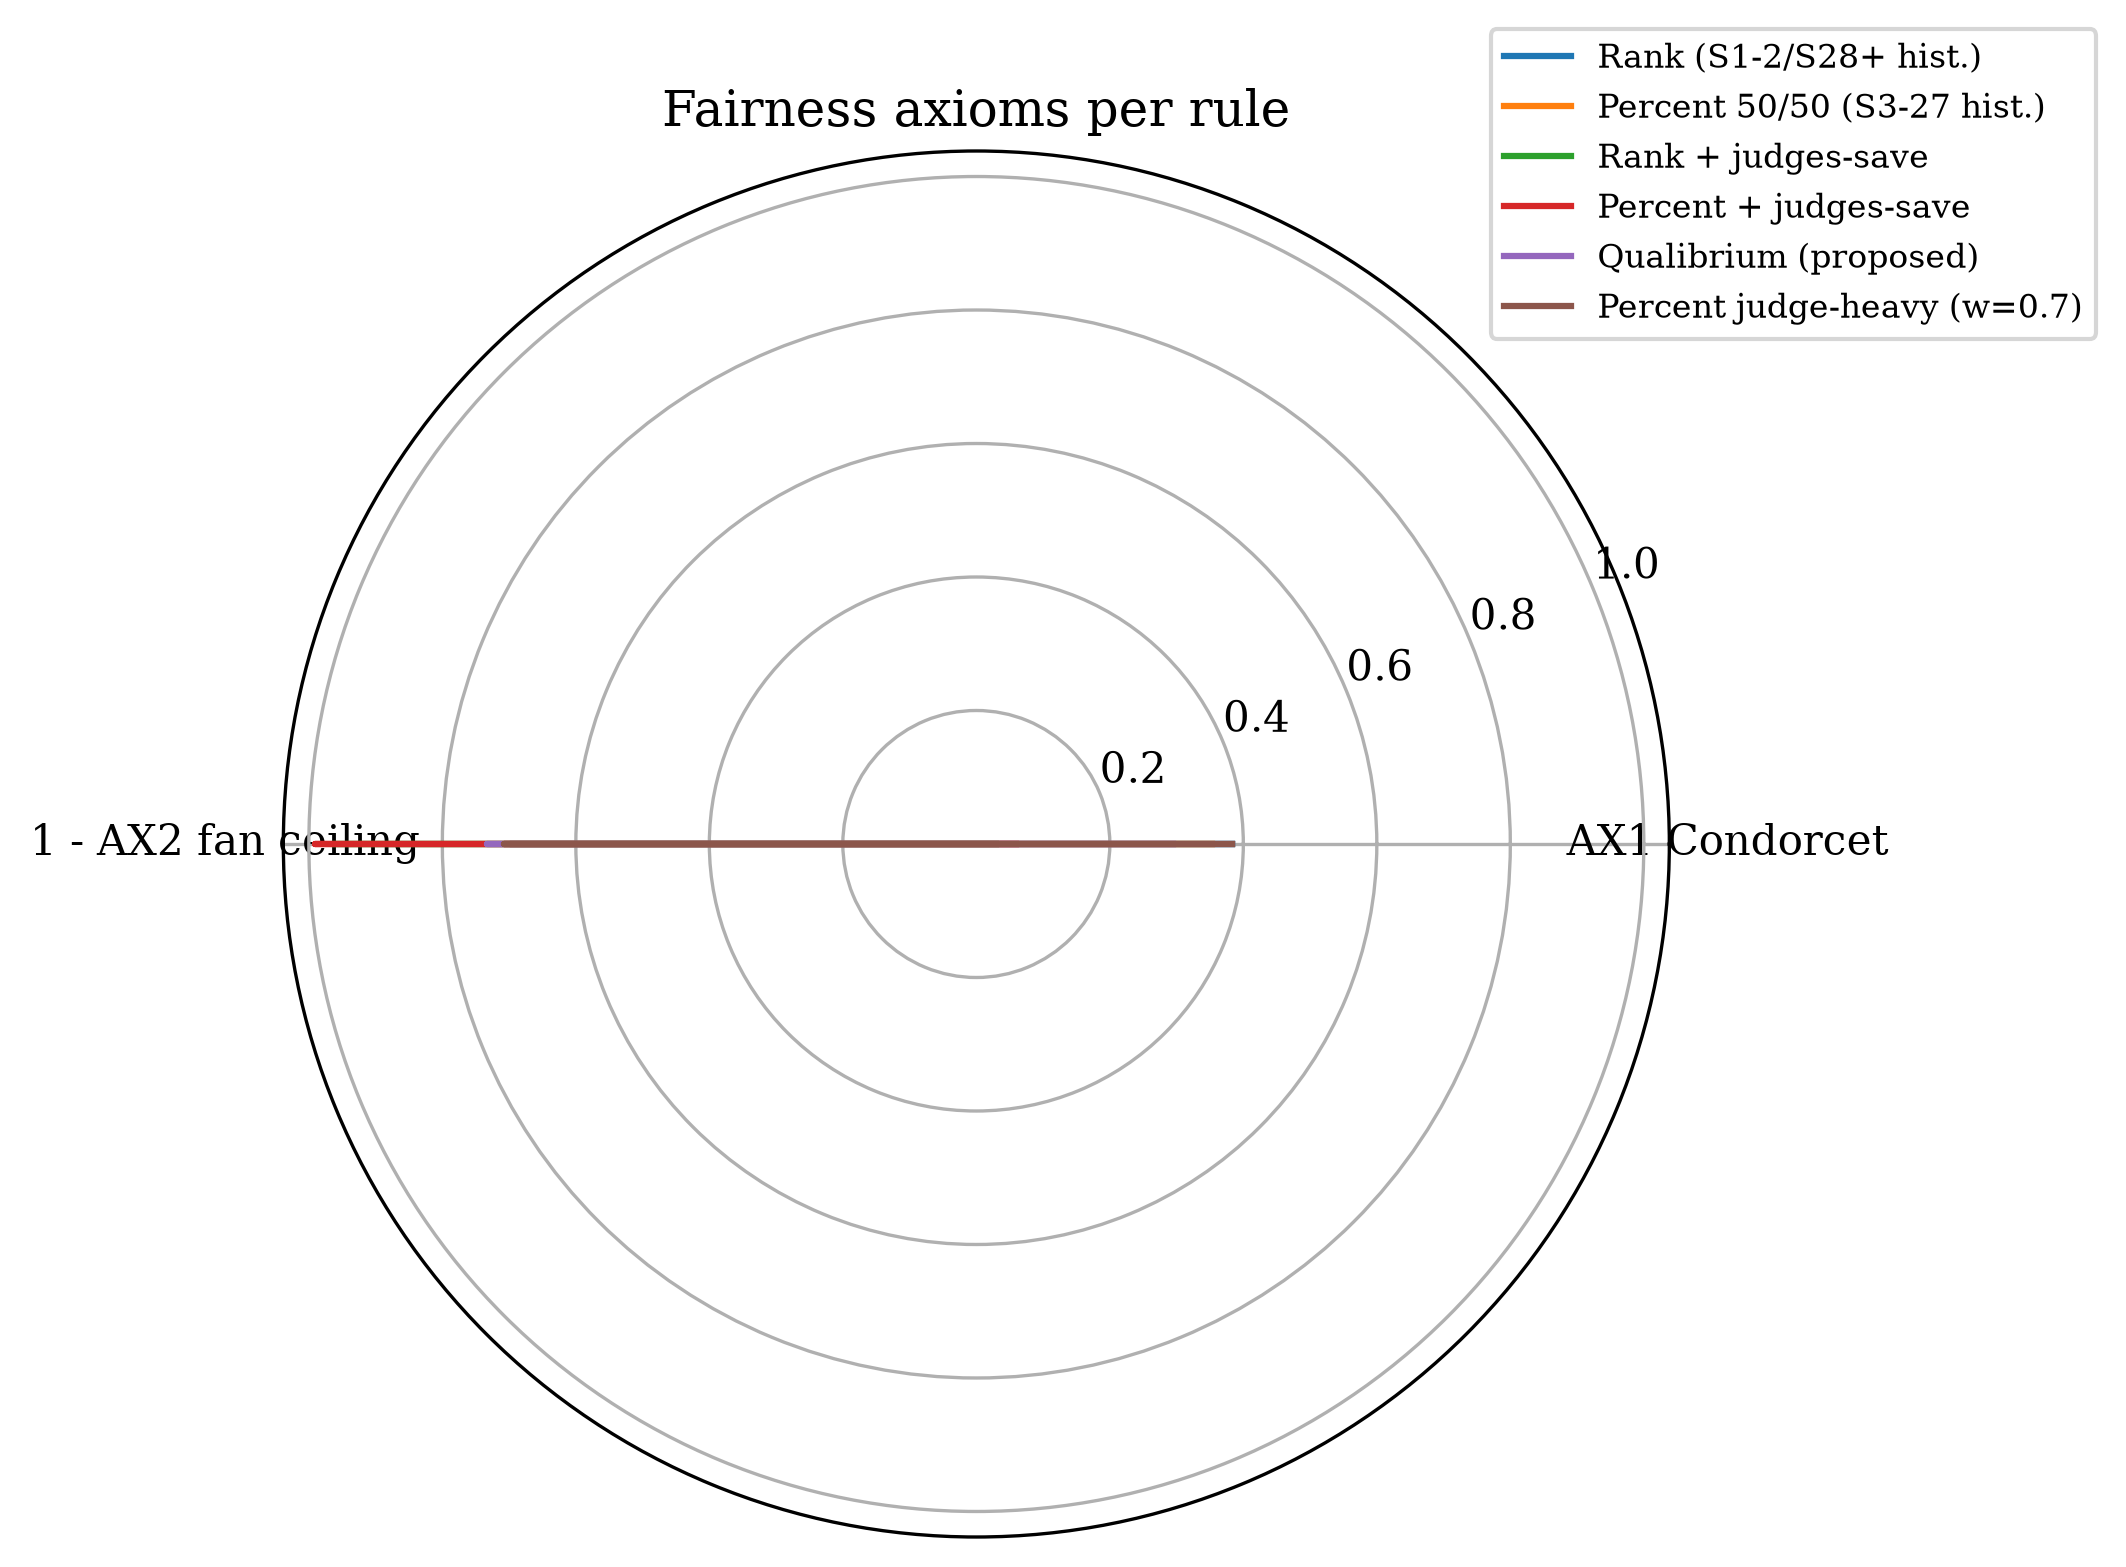 Fairness axioms per rule
Rank (S1-2/S28+ hist.)
Percent 50/50 (S3-27 hist.)
Rank + judges-save
Percent + judges-save
Qualibrium (proposed)
Percent judge-heavy (w=0.7)
1.0
0.8
0.6
0.4
0.2
1 - AX2 fan ceiling
AX1 Condorcet